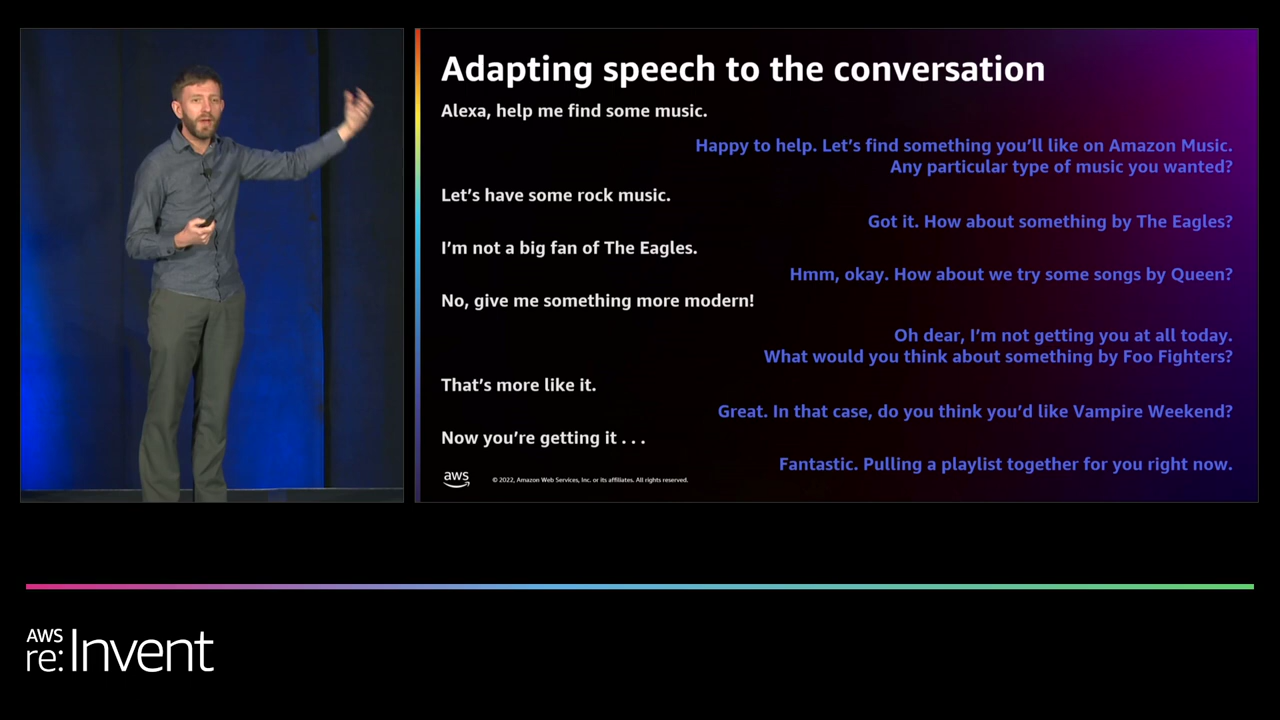 Adapting speech to the conversation
Alexa, help me find some music.
Happy to help. Let's find something you'll like on Amazon Music.
Any particular type of music you wanted?
Let's have some rock music.
Got it. How about something by The Eagles?
I'm not a big fan of The Eagles.
Hmm, okay. How about we try some songs by Queen?
No, give me something more modern!
Oh dear, I'm not getting you at all today.
What would you think about something by Foo Fighters?
That's more like it.
Great. In that case, do you think you'd like Vampire Weekend?
Now you're getting it . . .
Fantastic. Pulling a playlist together for you right now.
aws
© 2022, Amazon Web Services, Inc. or its affiliates. All rights reserved.
AWS
re:Invent